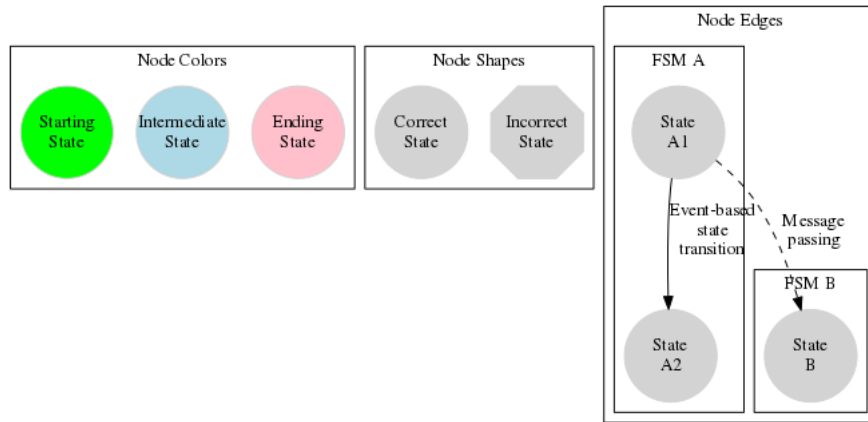 Node Colors
Starting
State
Intermediate
State
Ending
State
Node Shapes
Correct
State
Incorrect
State
Node Edges
FSM A
State
A1
Event-based
state
transition
Message
passing
State
A2
FSM B
State
B